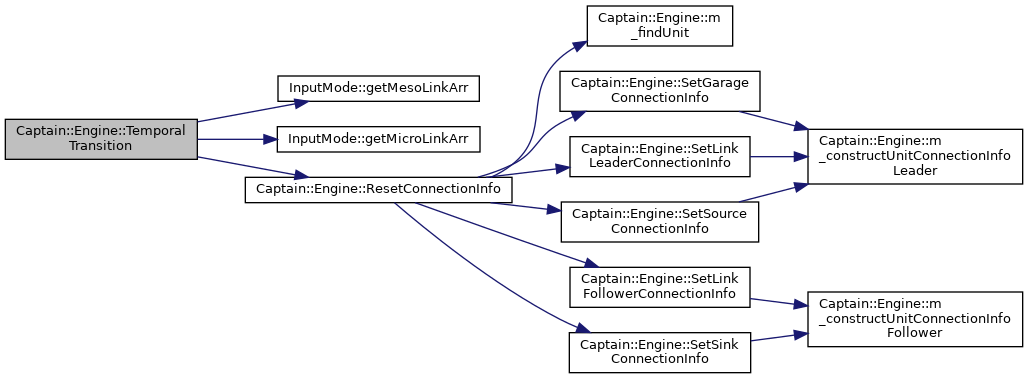 Captain::Engine::Temporal
Transition
InputMode::getMesoLinkArr
InputMode::getMicroLinkArr
Captain::Engine::ResetConnectionInfo
Captain::Engine::m
_findUnit
Captain::Engine::SetGarage
ConnectionInfo
Captain::Engine::SetLink
LeaderConnectionInfo
Captain::Engine::SetSource
ConnectionInfo
Captain::Engine::SetLink
FollowerConnectionInfo
Captain::Engine::SetSink
ConnectionInfo
Captain::Engine::m
_constructUnitConnectionInfo
Leader
Captain::Engine::m
_constructUnitConnectionInfo
Follower